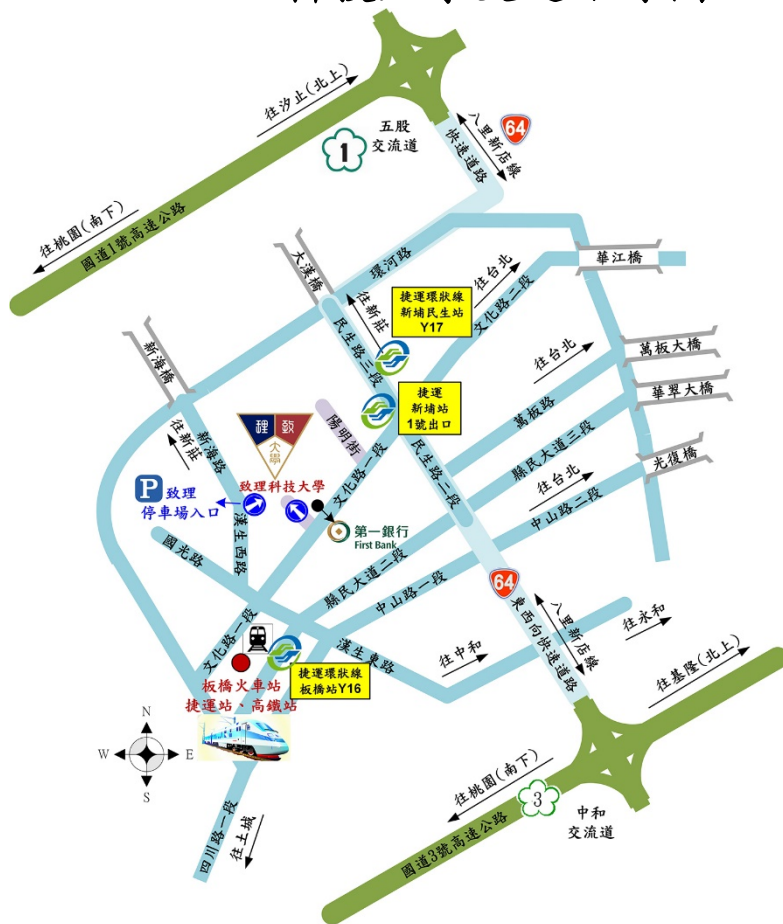 往汐止(北上)
五股
交流道
1
64
八里新店線
快速道路
往桃園(南下)
國道1號高速公路
大漢橋
環河路
往台北
華江橋
往新莊
捷運環狀線
新埔民生站
Y17
文化路二段
民生路三段
新海橋
往台北
萬板大橋
捷運
新埔站
1號出口
華翠大橋
萬板路
往新莊
新海路
理
致
大學
陽明街
民生路二段
縣民大道三段
光復橋
致理科技大學
文化路一段
往台北
P
致理
停車場入口
中山路二段
漢生西路
第一銀行
First Bank
國光路
縣民大道二段
中山路一段
64
東西向快速道路
八里新店線
文化路一段
漢生東路
往中和
往永和
捷運環狀線
板橋站Y16
板橋火車站
捷運站、高鐵站
往基隆(北上)
N
W
E
S
往桃園(南下)
3
中和
交流道
國道3號高速公路
四川路一段
往土城